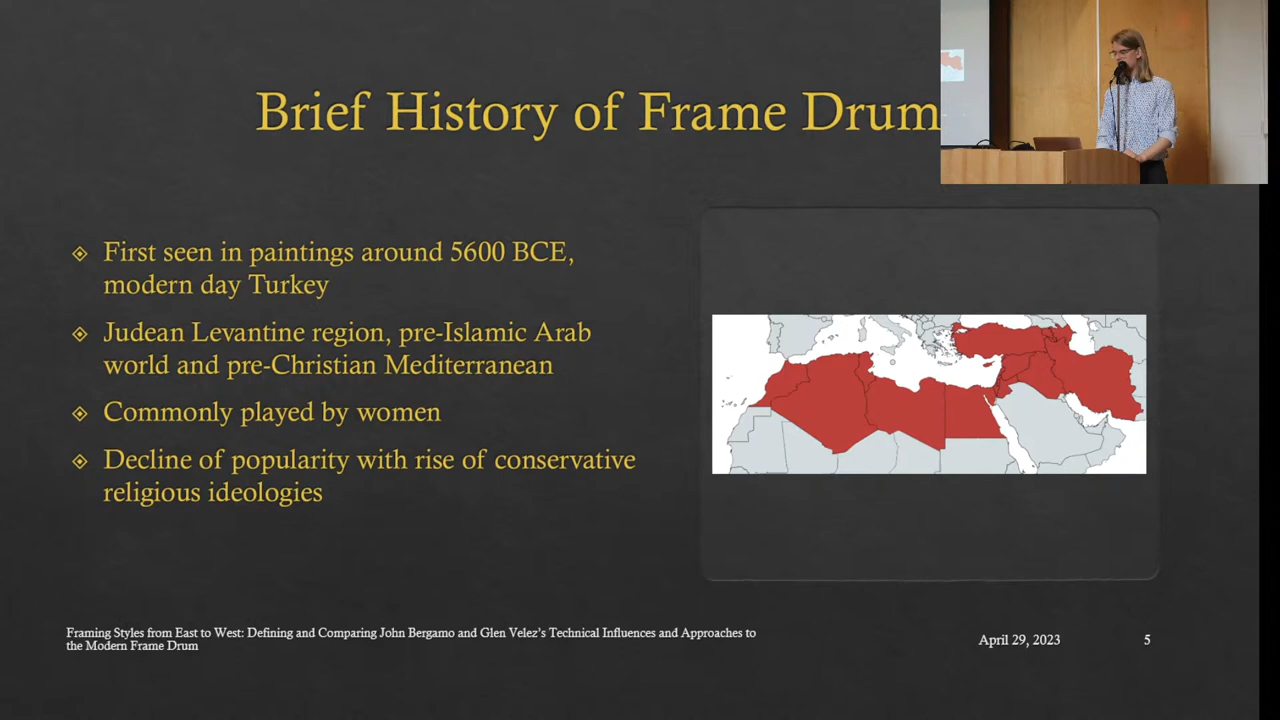 Brief History of Frame Drum
First seen in paintings around 5600 BCE,
modern day Turkey
Judean Levantine region, pre-Islamic Arab
world and pre-Christian Mediterranean
Commonly played by women
Decline of popularity with rise of conservative
religious ideologies
Framing Styles from East to West: Defining and Comparing John Bergamo and Glen Velez's Technical Influences and Approaches to
the Modern Frame Drum
April 29, 2023
5